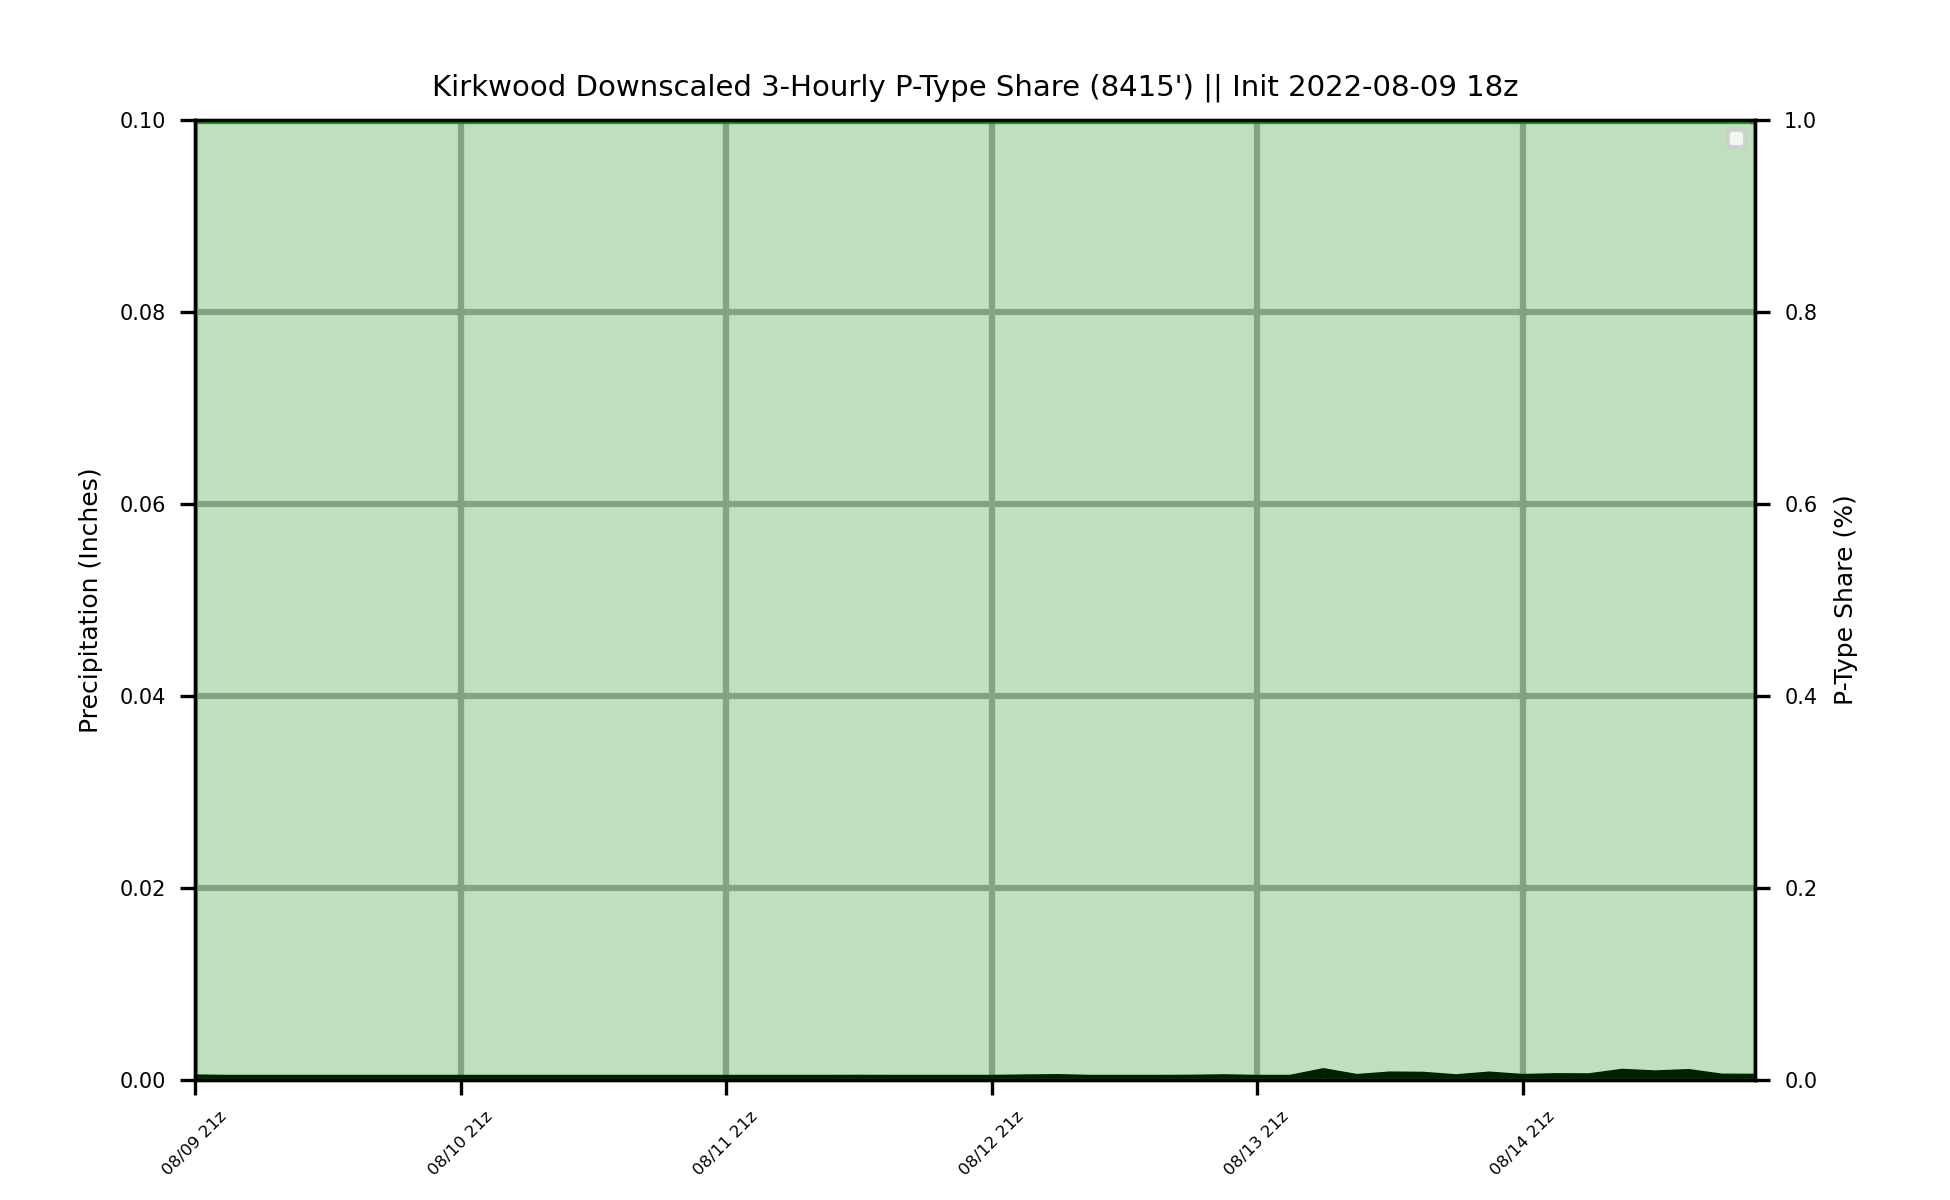 Kirkwood Downscaled 3-Hourly P-Type Share (8415') || Init 2022-08-09 18z
0.10
0.08
0.06
0.04
0.02
0.00
Precipitation (Inches)
1.0
0.8
0.6
0.4
0.2
0.0
P-Type Share (%)
08/09 21z
08/10 21z
08/11 21z
08/12 21z
08/13 21z
08/14 21z